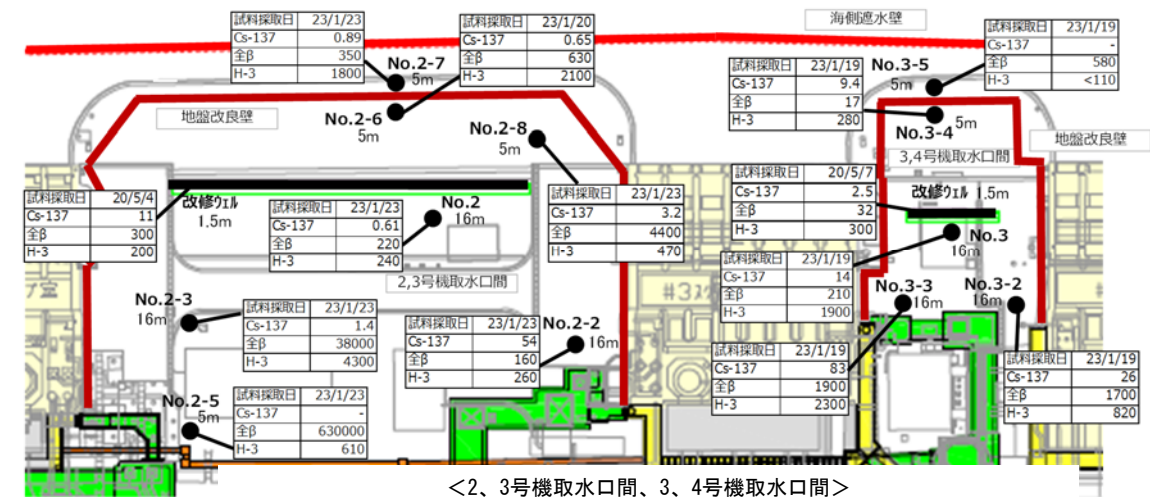 海側遮水壁
試料採取日 23/1/23
Cs-137 0.89
全β 350
H-3 1800
試料採取日 23/1/20
Cs-137 0.65
全β 630
H-3 2100
試料採取日 23/1/19
Cs-137 -
全β 580
H-3 <110
No.2-7
5m
No.3-5
5m
試料採取日 23/1/19
Cs-137 9.4
全β 17
H-3 280
地盤改良壁
No.2-6
5m
No.2-8
5m
No.3-4
5m
地盤改良壁
3,4号機取水口間
試料採取日 20/5/4
Cs-137 11
全β 300
H-3 200
改修ウェル
1.5m
試料採取日 23/1/23
Cs-137 0.61
全β 220
H-3 240
No.2
16m
試料採取日 23/1/23
Cs-137 3.2
全β 4400
H-3 470
試料採取日 20/5/7
Cs-137 2.5
全β 32
H-3 300
改修ウェル 1.5m
No.3
16m
2,3号機取水口間
試料採取日 23/1/19
Cs-137 14
全β 210
H-3 1900
No.2-3
16m
試料採取日 23/1/23
Cs-137 1.4
全β 38000
H-3 4300
試料採取日 23/1/23
Cs-137 54
全β 160
H-3 260
No.2-2
16m
#3ス
No.3-3
16m
No.3-2
16m
試料採取日 23/1/19
Cs-137 83
全β 1900
H-3 2300
試料採取日 23/1/19
Cs-137 26
全β 1700
H-3 820
No.2-5
5m
試料採取日 23/1/23
Cs-137 -
全β 630000
H-3 610
<2、3号機取水口間、3、4号機取水口間>